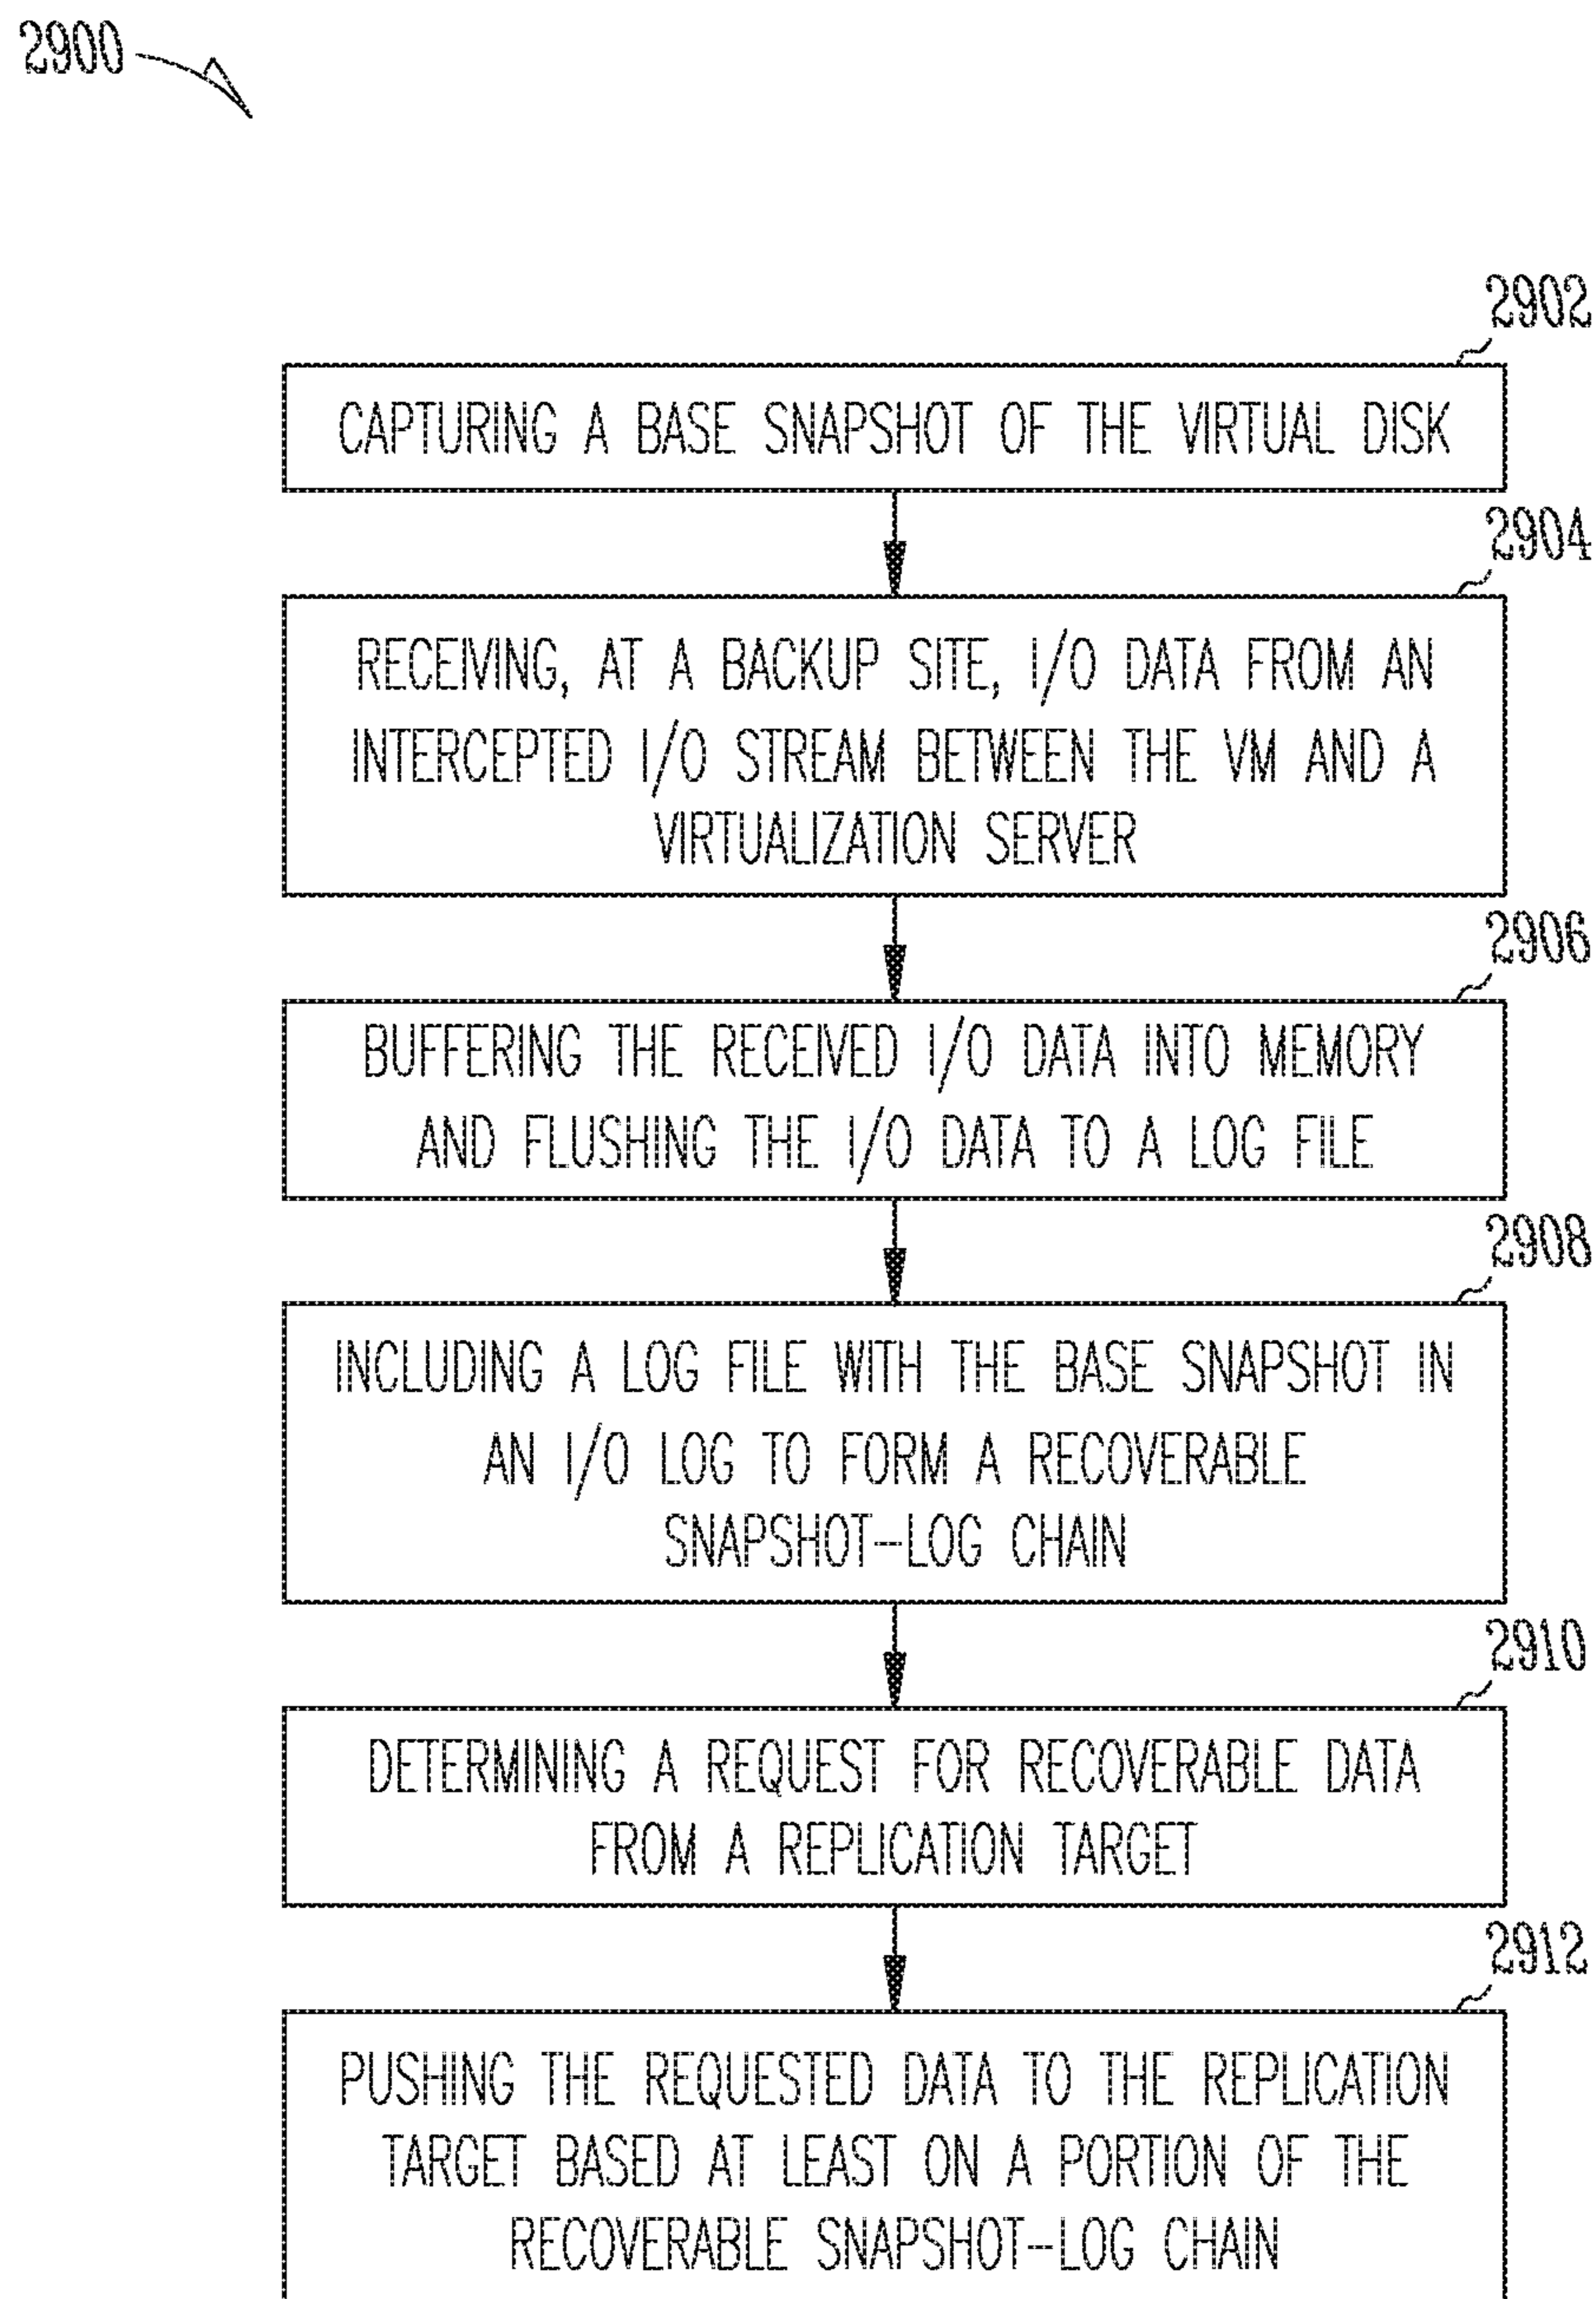 2900
2902
CAPTURING A BASE SNAPSHOT OF THE VIRTUAL DISK
2904
RECEIVING, AT A BACKUP SITE, I/O DATA FROM AN
INTERCEPTED I/O STREAM BETWEEN THE VM AND A
VIRTUALIZATION SERVER
2906
BUFFERING THE RECEIVED I/O DATA INTO MEMORY
AND FLUSHING THE I/O DATA TO A LOG FILE
2908
INCLUDING A LOG FILE WITH THE BASE SNAPSHOT IN
AN I/O LOG TO FORM A RECOVERABLE
SNAPSHOT-LOG CHAIN
2910
DETERMINING A REQUEST FOR RECOVERABLE DATA
FROM A REPLICATION TARGET
2912
PUSHING THE REQUESTED DATA TO THE REPLICATION
TARGET BASED AT LEAST ON A PORTION OF THE
RECOVERABLE SNAPSHOT-LOG CHAIN